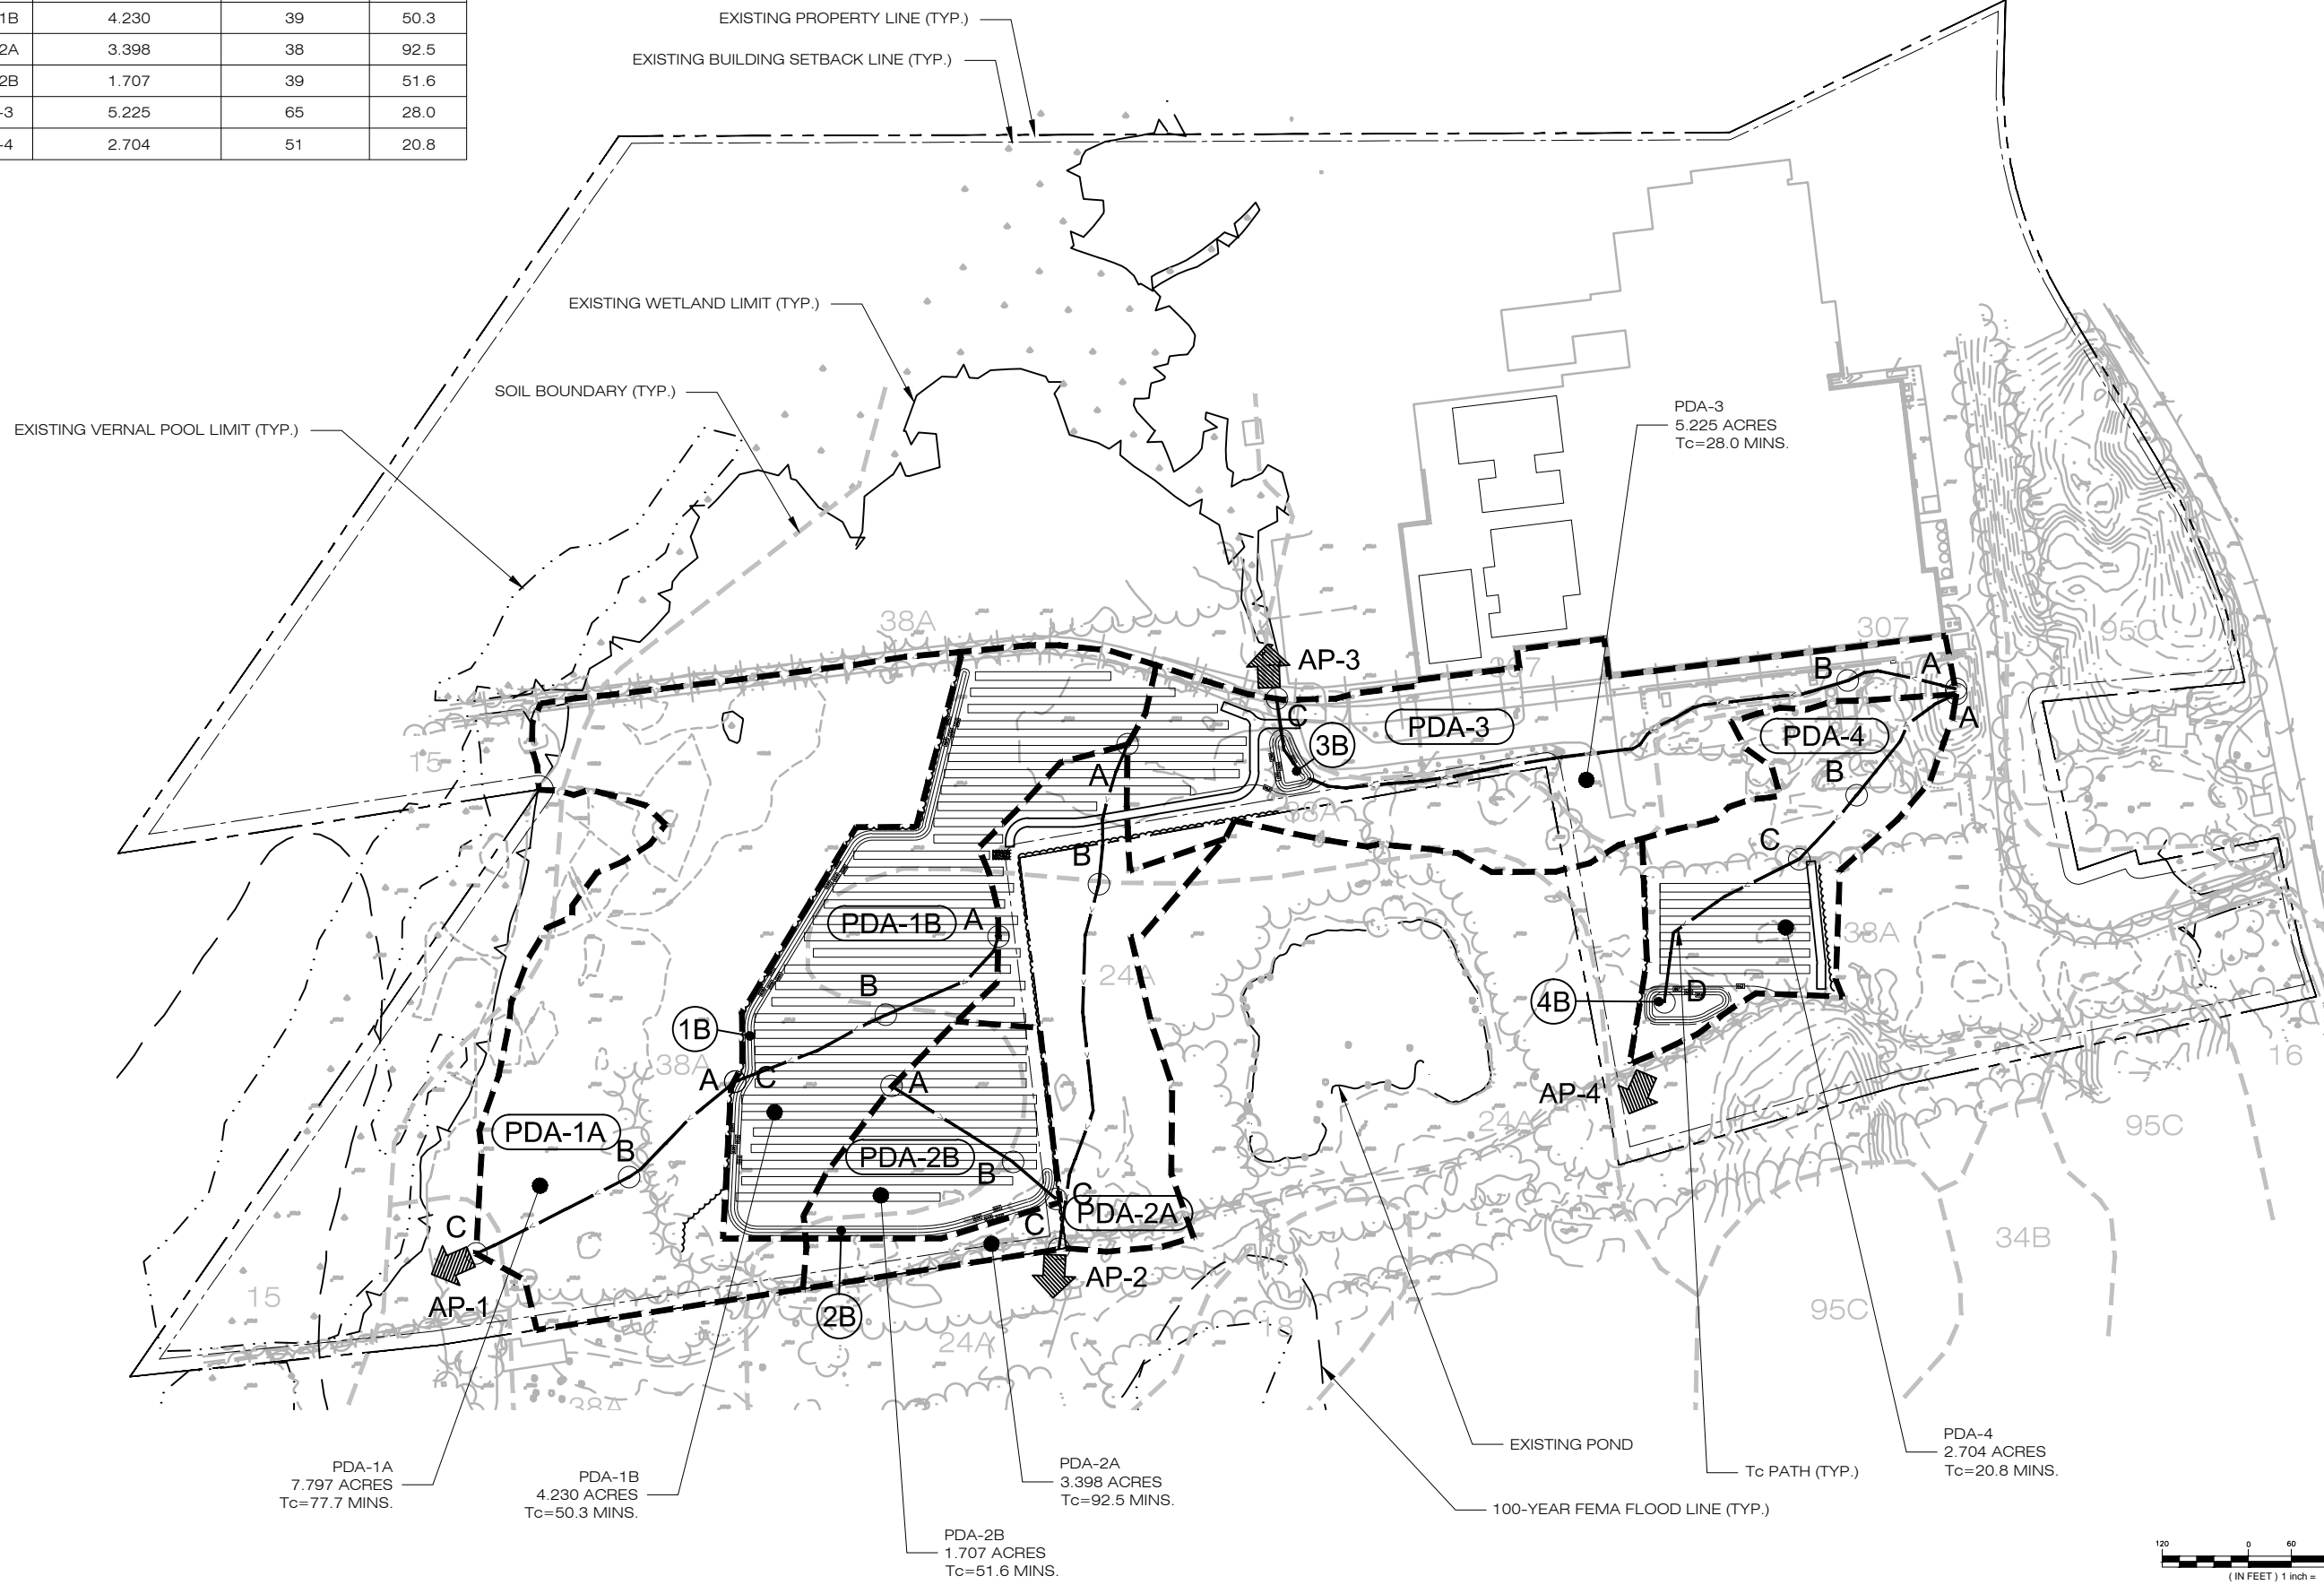 1B 4.230 39 50.3
2A 3.398 38 92.5
2B 1.707 39 51.6
-3 5.225 65 28.0
-4 2.704 51 20.8
EXISTING PROPERTY LINE (TYP.)
EXISTING BUILDING SETBACK LINE (TYP.)
EXISTING WETLAND LIMIT (TYP.)
SOIL BOUNDARY (TYP.)
EXISTING VERNAL POOL LIMIT (TYP.)
PDA-3
5.225 ACRES
Tc=28.0 MINS.
38A
307
95C
AP-3
307
B
A
C
PDA-3
3B
PDA-4
A
15
A
B
38A
B
C
PDA-1B
A
38A
24A
B
4B
D
1B
38A
A
C
A
16
AP-4
PDA-1A
B
PDA-2B
B
24A
95C
C
C
C
PDA-2A
C
34B
AP-2
15
AP-1
2B
18
95C
24A
38A
EXISTING POND
Tc PATH (TYP.)
100-YEAR FEMA FLOOD LINE (TYP.)
PDA-1A
7.797 ACRES
Tc=77.7 MINS.
PDA-1B
4.230 ACRES
Tc=50.3 MINS.
PDA-2B
1.707 ACRES
Tc=51.6 MINS.
PDA-2A
3.398 ACRES
Tc=92.5 MINS.
PDA-4
2.704 ACRES
Tc=20.8 MINS.
120 0 60
( IN FEET ) 1 inch =